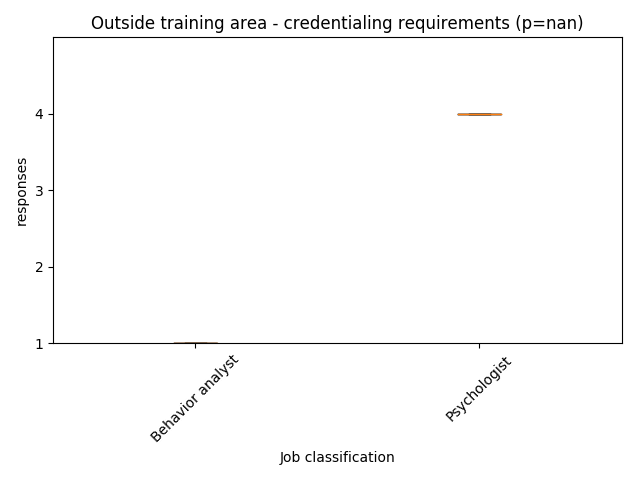 Outside training area - credentialing requirements (p=nan)
4
3
2
1
responses
Behavior analyst
Psychologist
Job classification